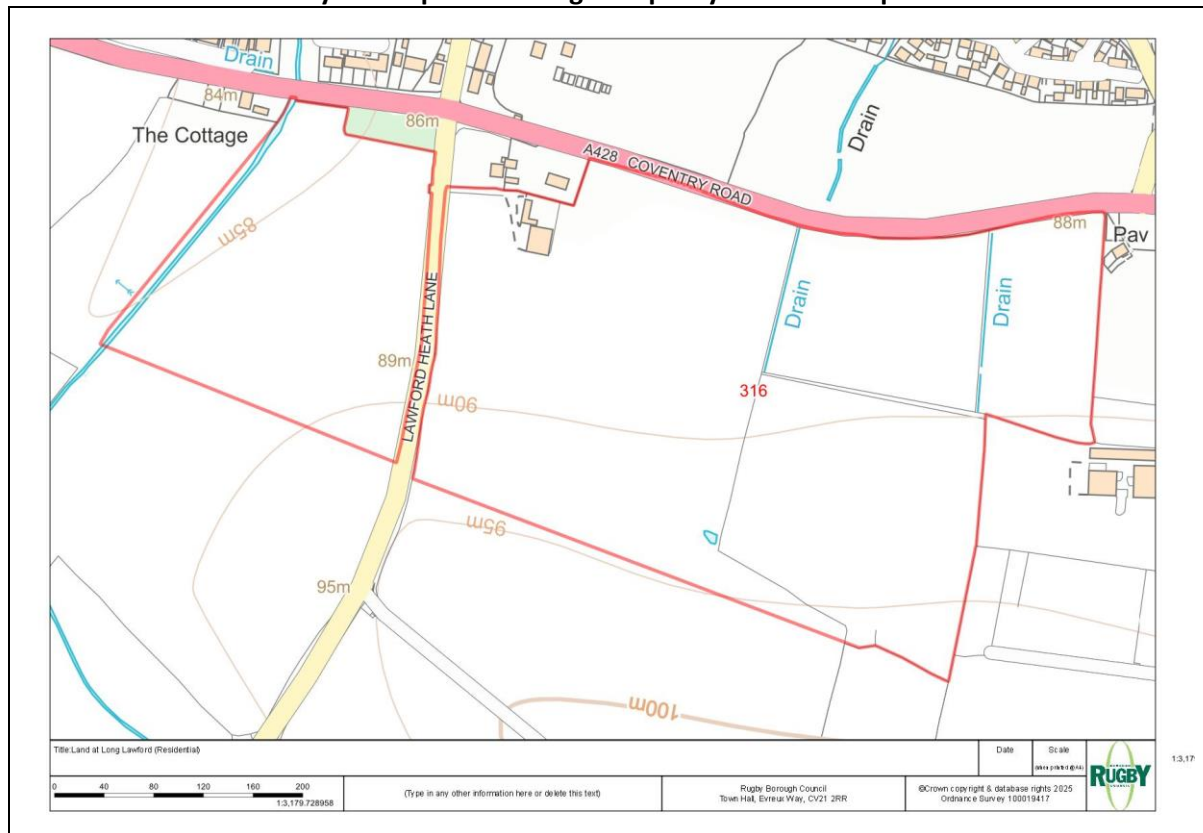 Drain
84m
86m
The Cottage
A428 COVENTRY ROAD
Drain
88m
Pav
85m
Drain
Drain
LAWFORD HEATH LANE
89m
90m
316
95m
95m
100m
Title:Land at Long Lawford (Residential)
Date
Scale
0 40 80 120 160 200
1:3,179.728958
(Type in any other information here or delete this text)
Rugby Borough Council
Town Hall, Evreux Way, CV21 2RR
©Crown copyright & database rights 2025
Ordnance Survey 100019417
RUGBY
1:3,17